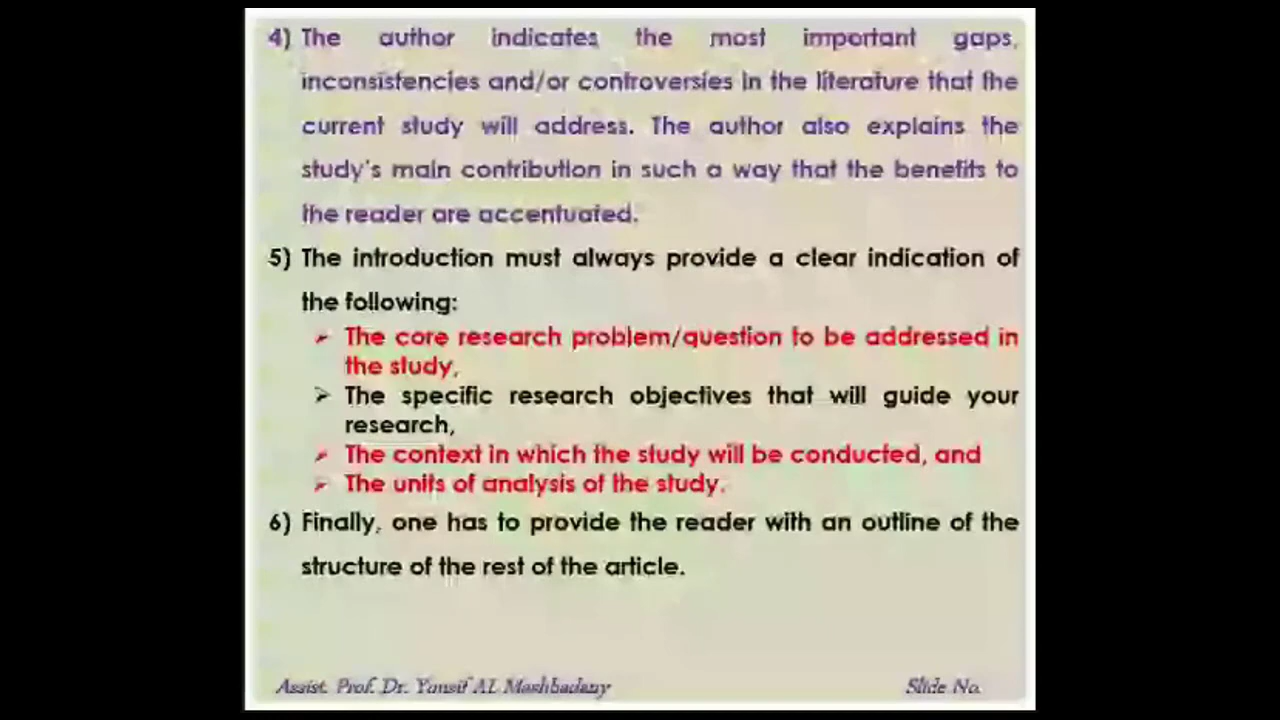 4) The author indicates the most important gaps,
inconsistencies and/or controversies in the literature that the
current study will address. The author also explains the
study's main contribution in such a way that the benefits to
the reader are accentuated.
5) The introduction must always provide a clear indication of
the following:
➢ The core research problem/question to be addressed in
the study,
➢ The specific research objectives that will guide your
research,
➢ The context in which the study will be conducted, and
➢ The units of analysis of the study.
6) Finally, one has to provide the reader with an outline of the
structure of the rest of the article.
Assist. Prof. Dr. Yousif AL Mashhadany
Slide No.